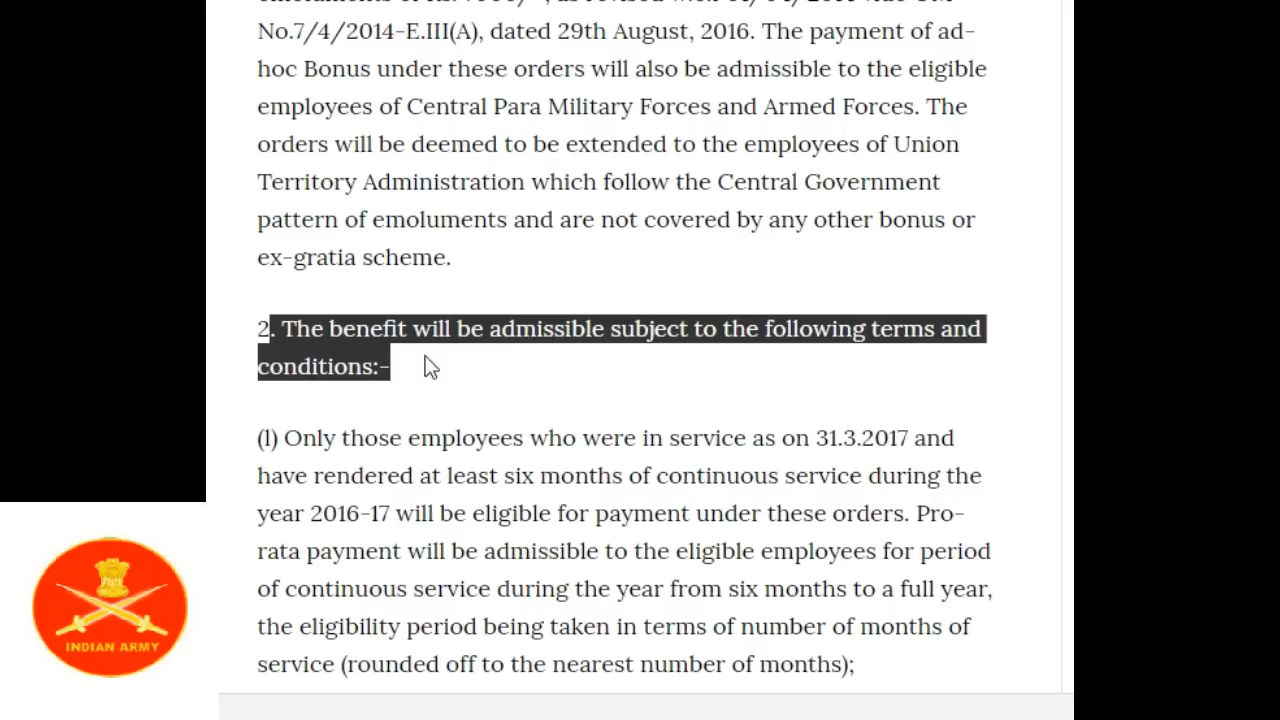 No.7/4/2014-E.III(A), dated 29th August, 2016. The payment of ad-
hoc Bonus under these orders will also be admissible to the eligible
employees of Central Para Military Forces and Armed Forces. The
orders will be deemed to be extended to the employees of Union
Territory Administration which follow the Central Government
pattern of emoluments and are not covered by any other bonus or
ex-gratia scheme.
2. The benefit will be admissible subject to the following terms and
conditions:-
(l) Only those employees who were in service as on 31.3.2017 and
have rendered at least six months of continuous service during the
year 2016-17 will be eligible for payment under these orders. Pro-
rata payment will be admissible to the eligible employees for period
of continuous service during the year from six months to a full year,
the eligibility period being taken in terms of number of months of
service (rounded off to the nearest number of months);
INDIAN ARMY